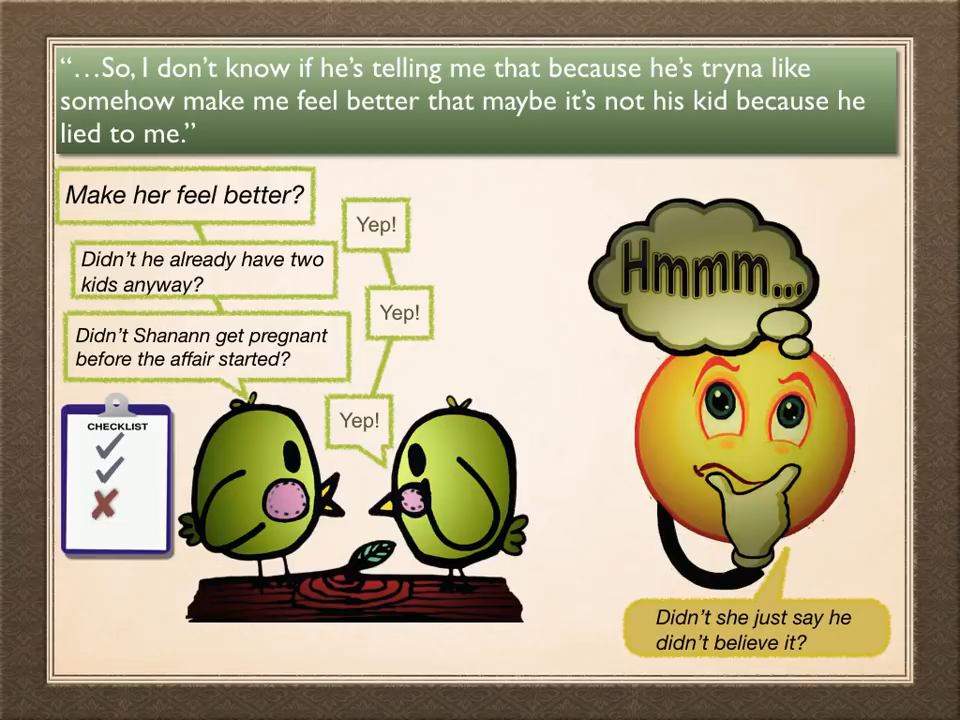 “…So, I don’t know if he’s telling me that because he’s tryna like
somehow make me feel better that maybe it’s not his kid because he
lied to me.”
Make her feel better?
Yep!
Didn’t he already have two
kids anyway?
Yep!
Didn’t Shanann get pregnant
before the affair started?
Yep!
CHECKLIST
Hmmm...
Didn’t she just say he
didn’t believe it?